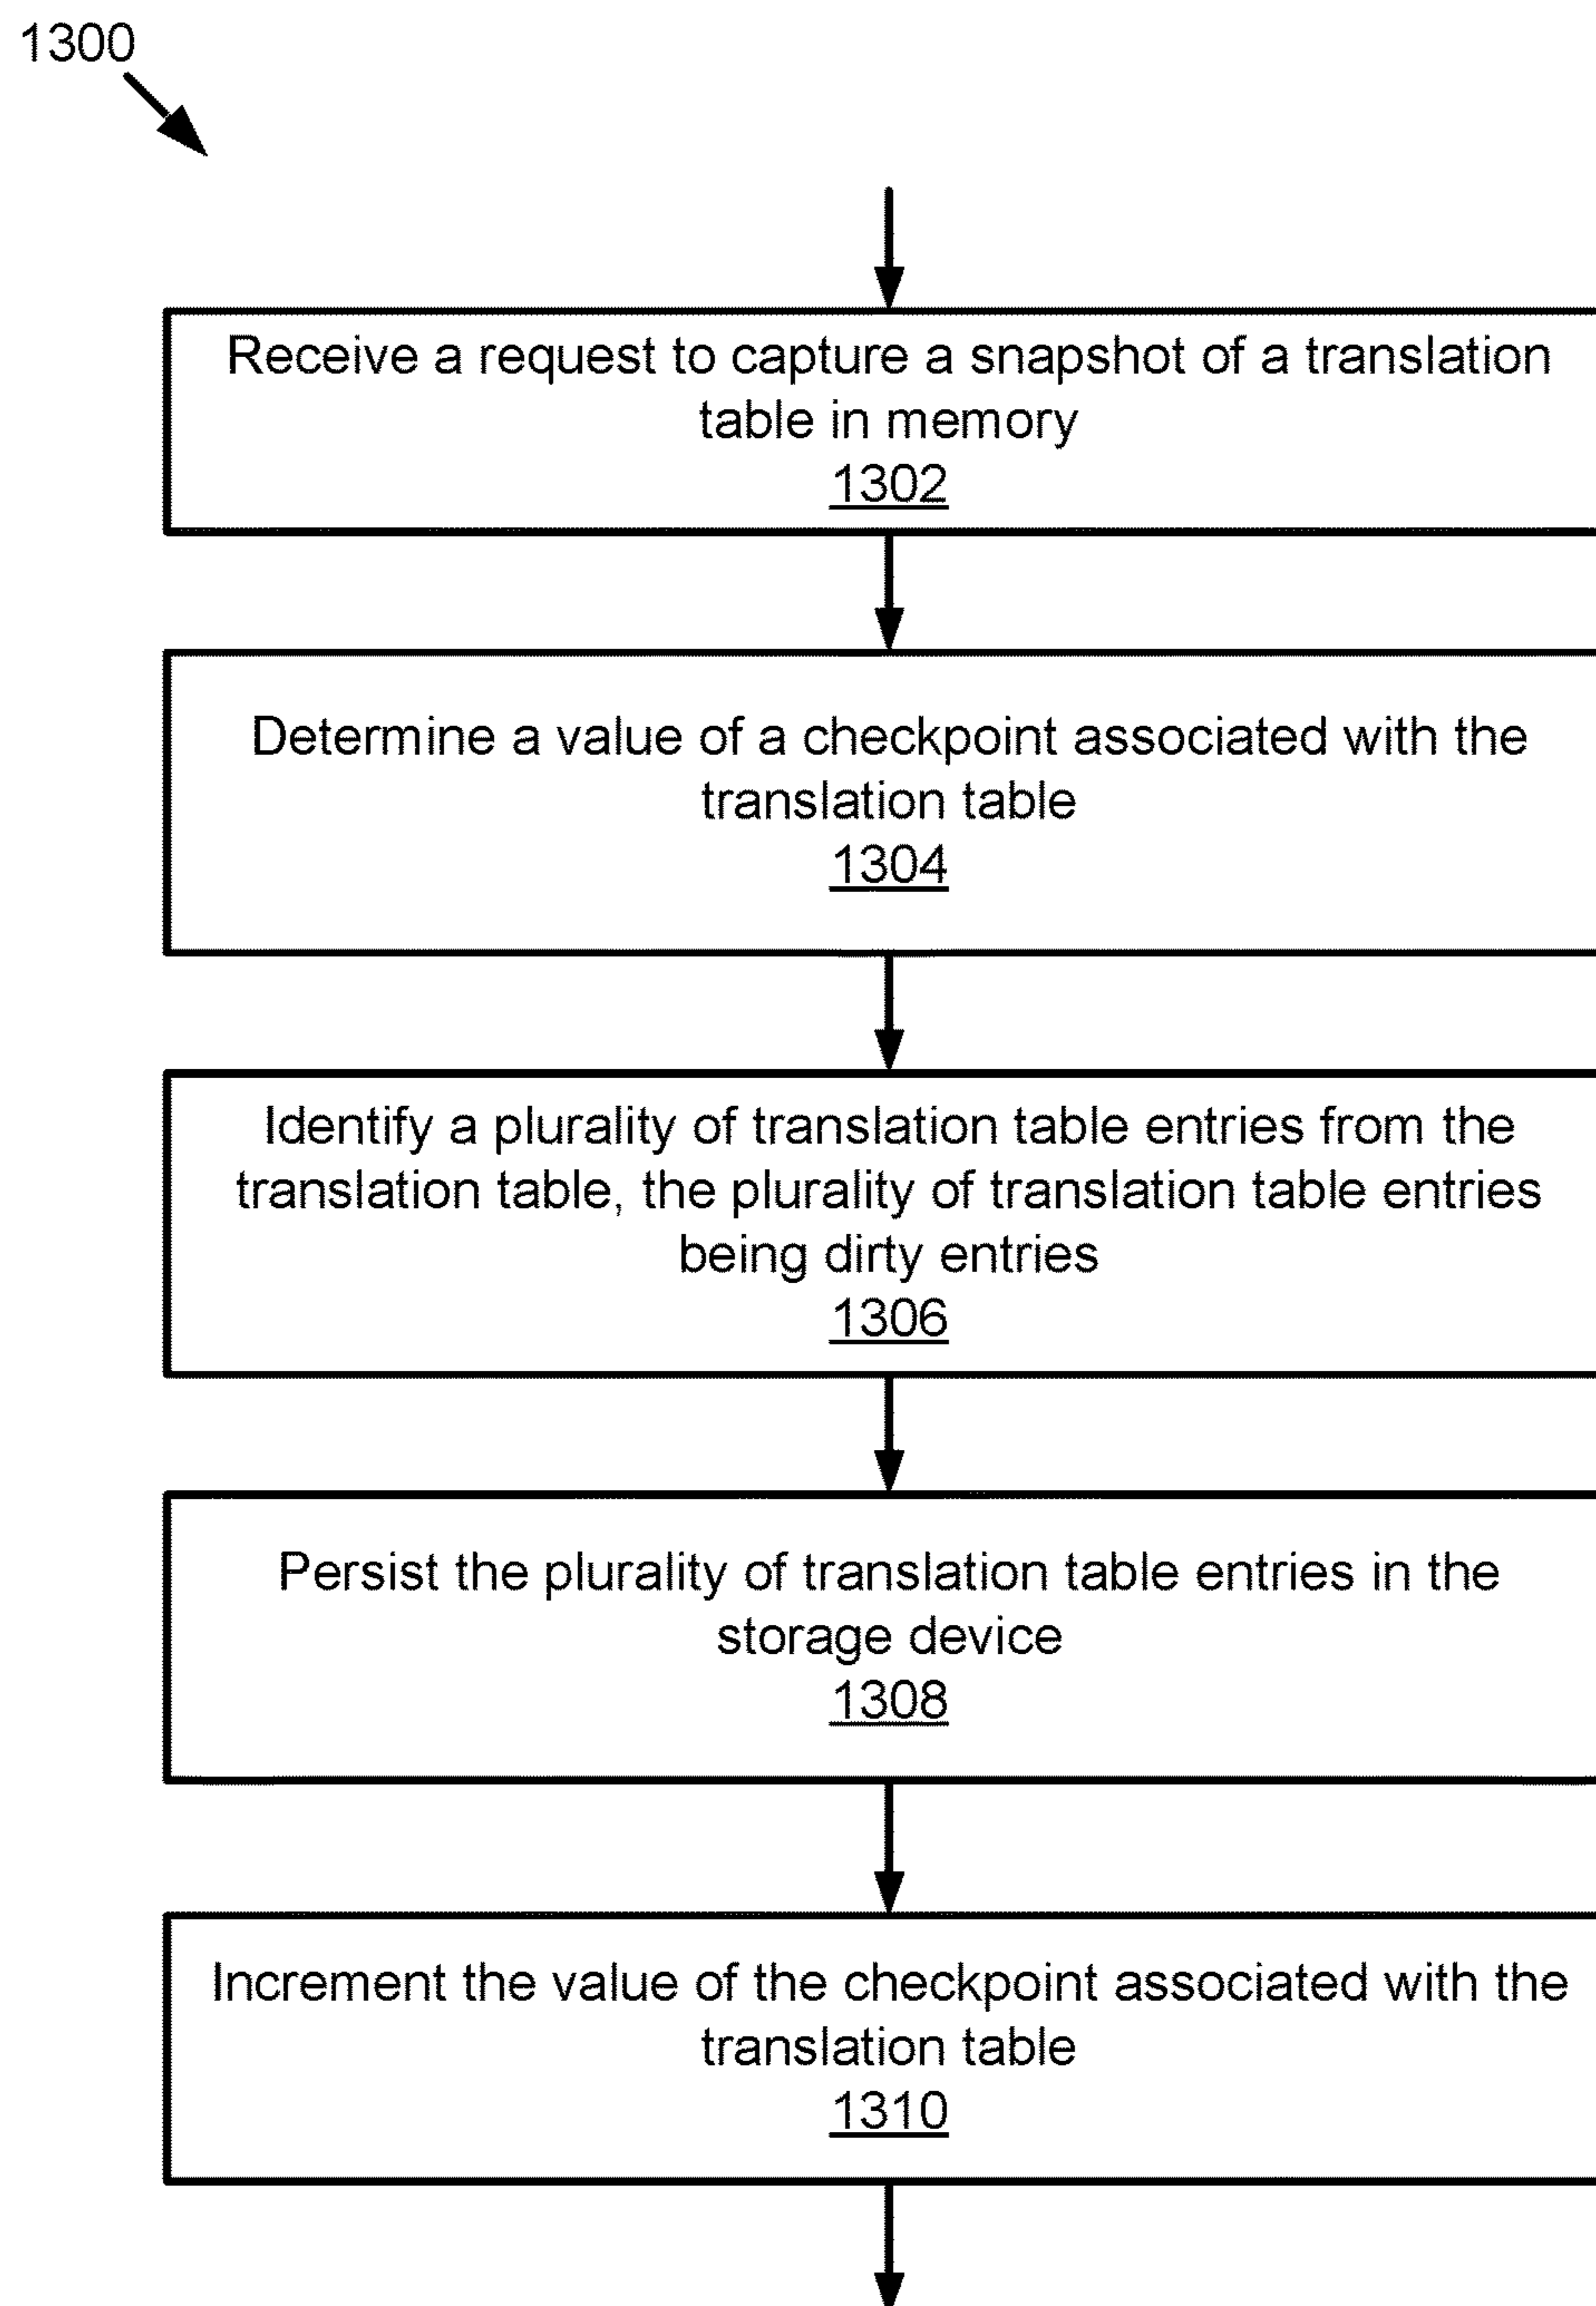 1300
Receive a request to capture a snapshot of a translation
table in memory
1302
Determine a value of a checkpoint associated with the
translation table
1304
Identify a plurality of translation table entries from the
translation table, the plurality of translation table entries
being dirty entries
1306
Persist the plurality of translation table entries in the
storage device
1308
Increment the value of the checkpoint associated with the
translation table
1310